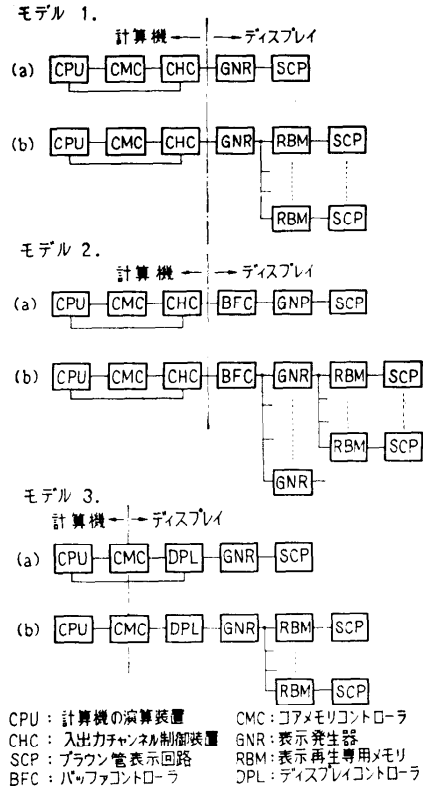 モデル 1.
計算機 ← → ディスプレイ
(a) CPU CMC CHC GNR SCP
(b) CPU CMC CHC GNR RBM SCP
RBM SCP
モデル 2.
計算機 ← → ディスプレイ
(a) CPU CMC CHC BFC GNP SCP
(b) CPU CMC CHC BFC GNR RBM SCP
RBM SCP
GNR
モデル 3.
計算機 ← → ディスプレイ
(a) CPU CMC DPL GNR SCP
(b) CPU CMC DPL GNR RBM SCP
RBM SCP
CPU : 計算機の演算装置 CMC : コアメモリコントローラ
CHC : 入出力チャンネル制御装置 GNR : 表示発生器
SCP : ブラウン管表示回路 RBM : 表示再生専用メモリ
BFC : バッファコントローラ DPL : ディスプレイコントローラ